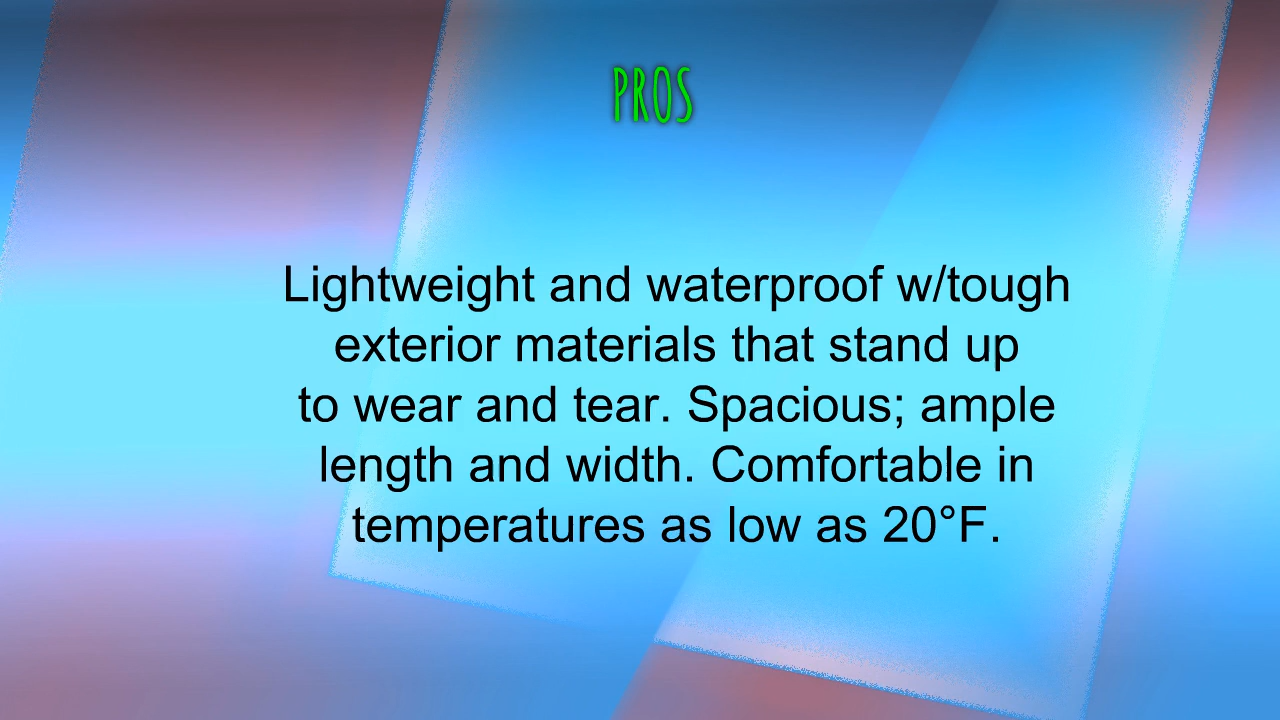 PROS
Lightweight and waterproof w/tough
exterior materials that stand up
to wear and tear. Spacious; ample
length and width. Comfortable in
temperatures as low as 20°F.